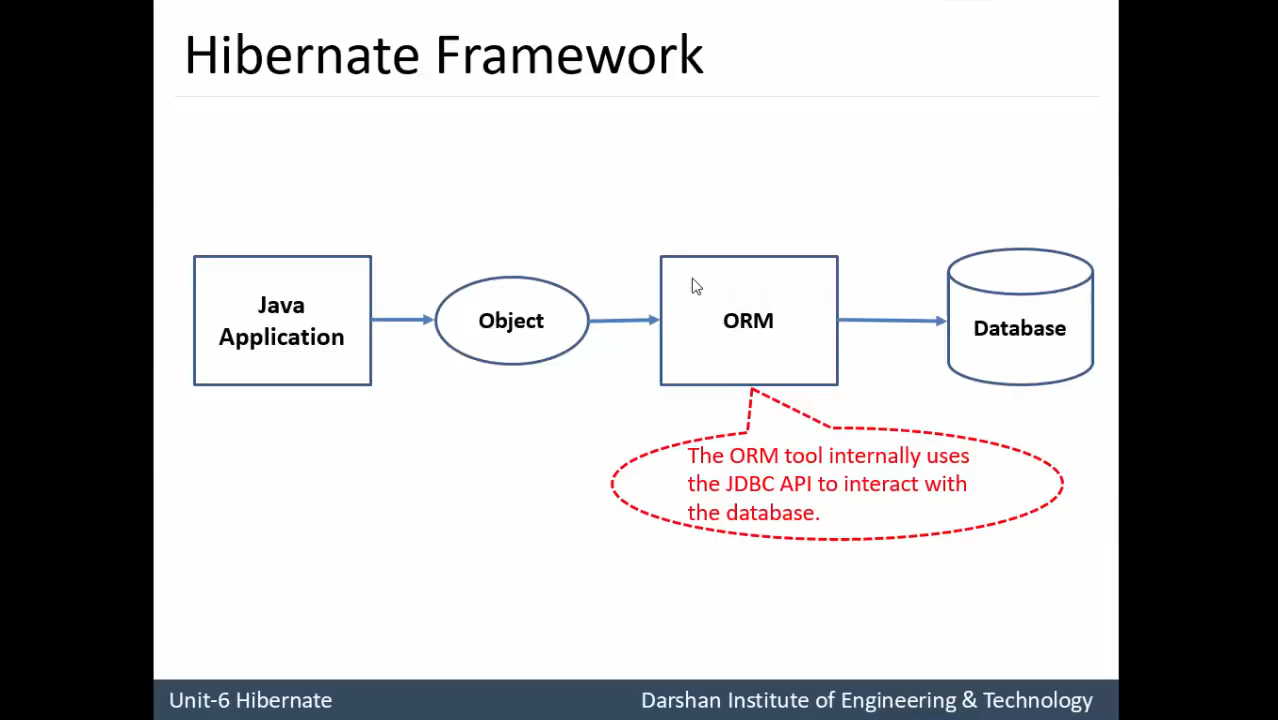 Hibernate Framework
Java
Application
Object
ORM
Database
The ORM tool internally uses
the JDBC API to interact with
the database.
Unit-6 Hibernate
Darshan Institute of Engineering & Technology